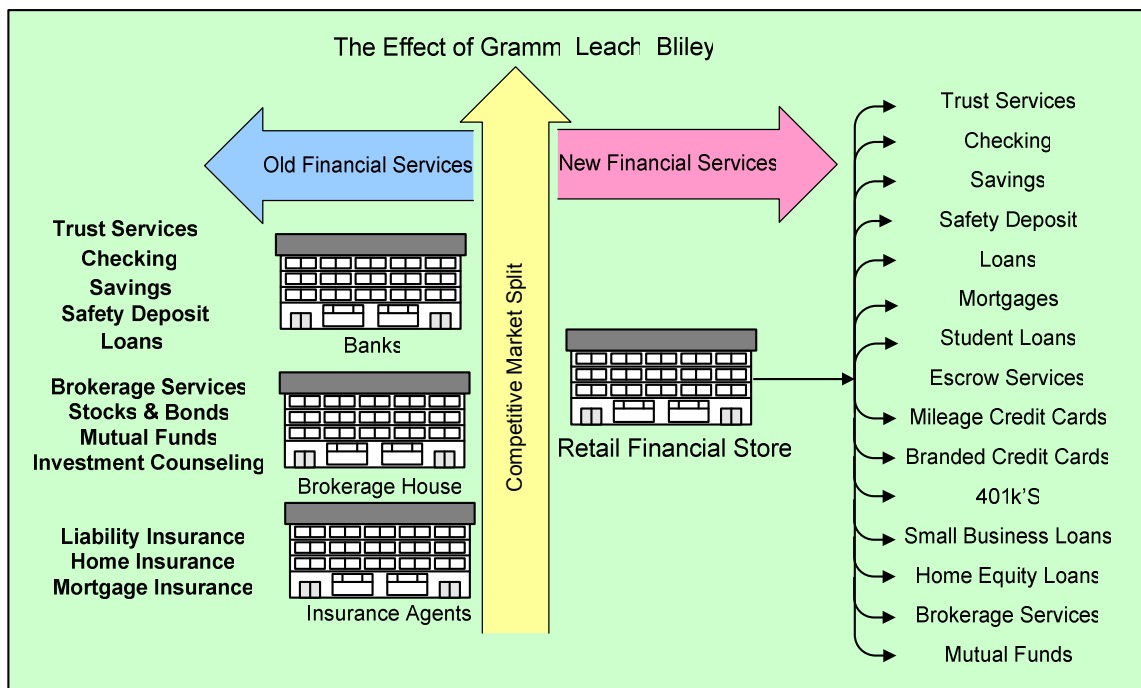 The Effect of Gramm Leach Bliley
Old Financial Services
New Financial Services
Competitive Market Split
Trust Services
Checking
Savings
Safety Deposit
Loans
Banks
Brokerage Services
Stocks & Bonds
Mutual Funds
Investment Counseling
Brokerage House
Liability Insurance
Home Insurance
Mortgage Insurance
Insurance Agents
Retail Financial Store
Trust Services
Checking
Savings
Safety Deposit
Loans
Mortgages
Student Loans
Escrow Services
Mileage Credit Cards
Branded Credit Cards
401k'S
Small Business Loans
Home Equity Loans
Brokerage Services
Mutual Funds